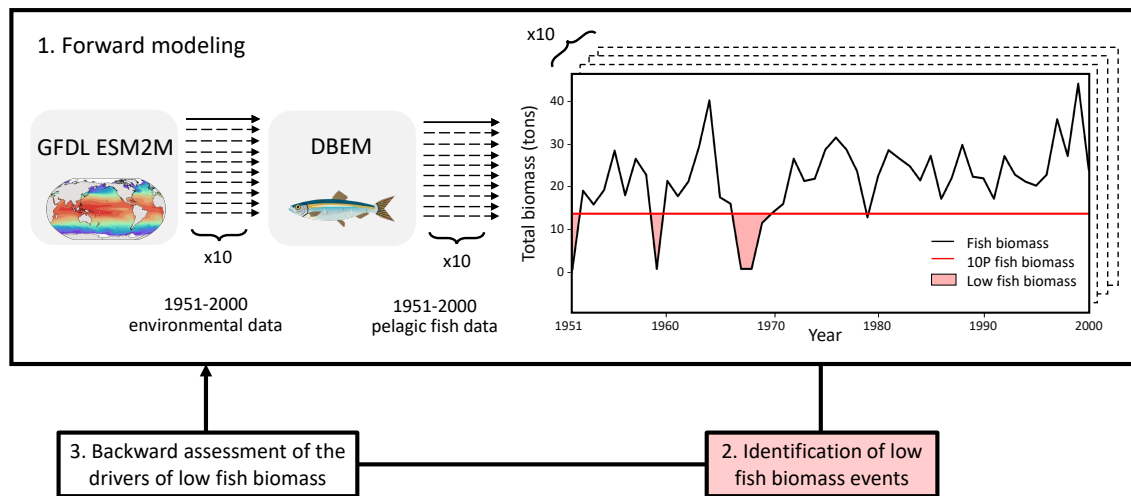 1. Forward modeling
GFDL ESM2M
x10
1951-2000
environmental data
DBEM
x10
1951-2000
pelagic fish data
x10
Total biomass (tons)
40
30
20
10
0
Fish biomass
10P fish biomass
Low fish biomass
1951
1960
1970
1980
1990
2000
Year
2. Identification of low
fish biomass events
3. Backward assessment of the
drivers of low fish biomass